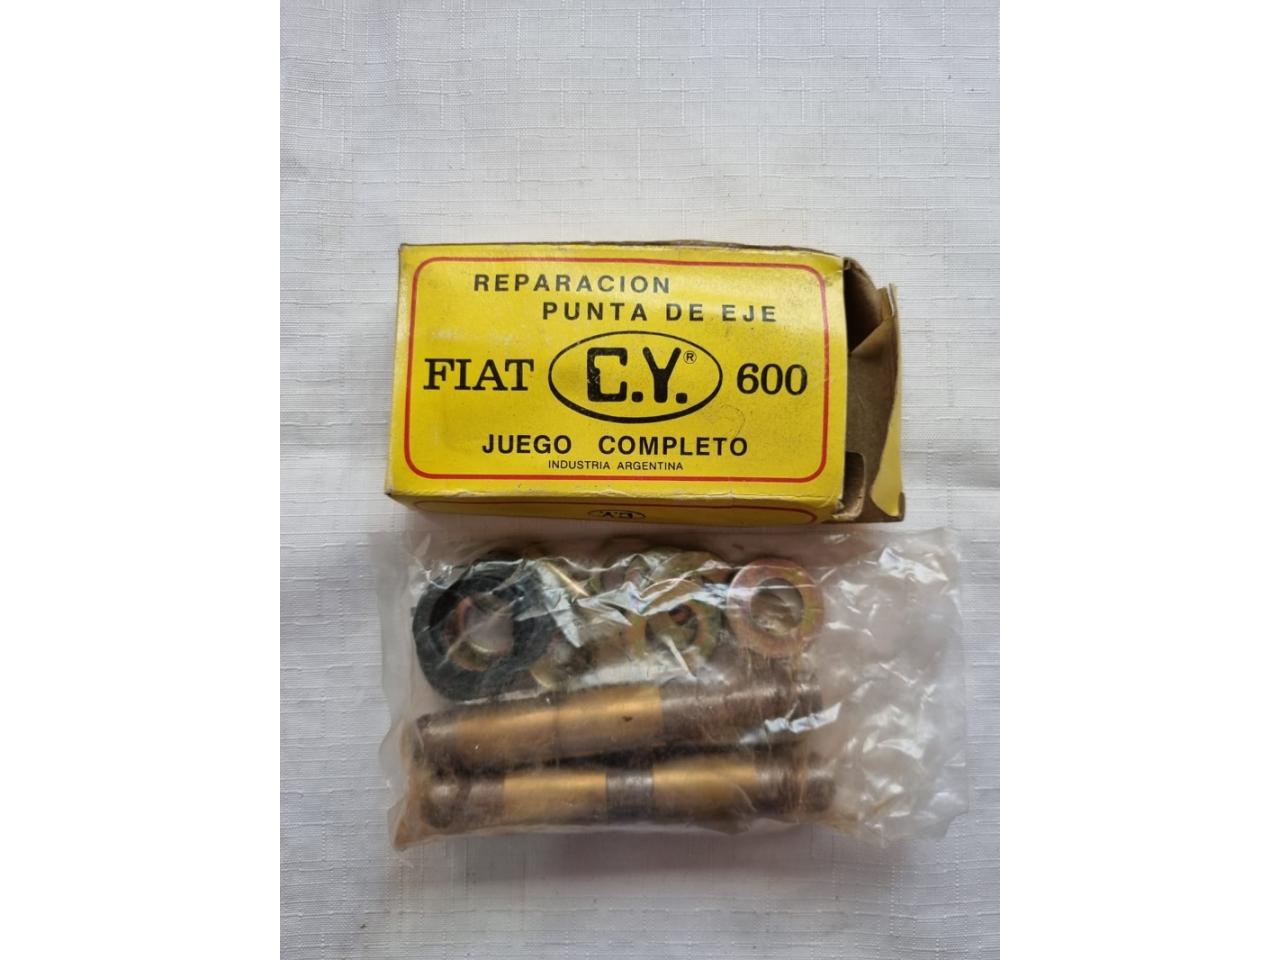 REPARACION
PUNTA DE EJE
FIAT C.Y.® 600
JUEGO COMPLETO
INDUSTRIA ARGENTINA
C.Y.